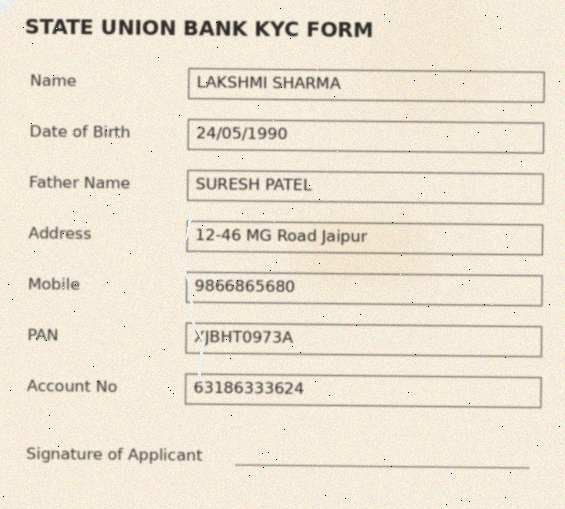 STATE UNION BANK KYC FORM
Name LAKSHMI SHARMA
Date of Birth 24/05/1990
Father Name SURESH PATEL
Address 12-46 MG Road Jaipur
Mobile 9866865680
PAN
Account No 63186333624
Signature of Applicant